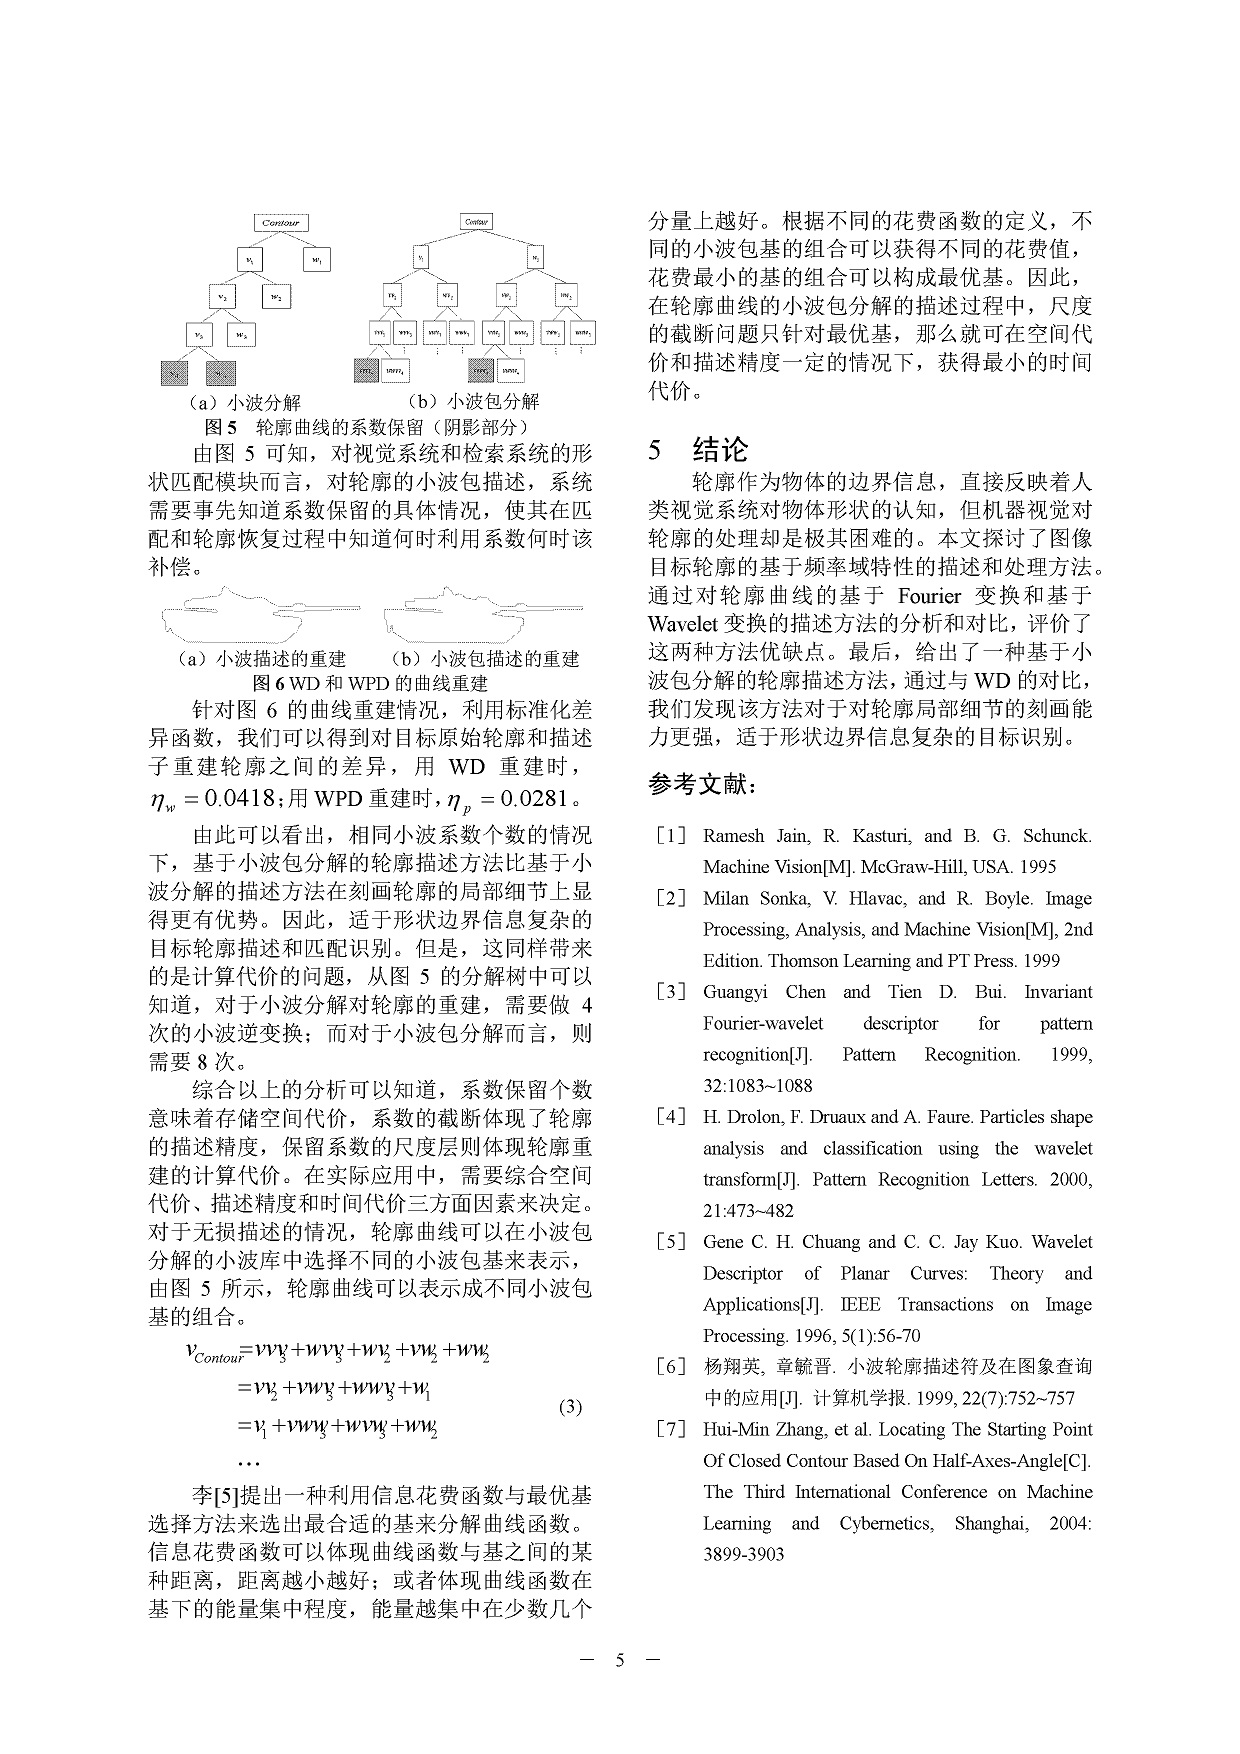 Contour
v1 w1
v2 w2
v3 w3
（a）小波分解
Contour
（b）小波包分解
图 5 轮廓曲线的系数保留（阴影部分）
由图 5 可知，对视觉系统和检索系统的形
状匹配模块而言，对轮廓的小波包描述，系统
需要事先知道系数保留的具体情况，使其在匹
配和轮廓恢复过程中知道何时利用系数何时该
补偿。
（a）小波描述的重建 （b）小波包描述的重建
图 6 WD 和 WPD 的曲线重建
针对图 6 的曲线重建情况，利用标准化差
异函数，我们可以得到对目标原始轮廓和描述
子重建轮廓之间的差异，用 WD 重建时，
ηw = 0.0418；用 WPD 重建时，ηp = 0.0281。
由此可以看出，相同小波系数个数的情况
下，基于小波包分解的轮廓描述方法比基于小
波分解的描述方法在刻画轮廓的局部细节上显
得更有优势。因此，适于形状边界信息复杂的
目标轮廓描述和匹配识别。但是，这同样带来
的是计算代价的问题，从图 5 的分解树中可以
知道，对于小波分解对轮廓的重建，需要做 4
次的小波逆变换；而对于小波包分解而言，则
需要 8 次。
综合以上的分析可以知道，系数保留个数
意味着存储空间代价，系数的截断体现了轮廓
的描述精度，保留系数的尺度层则体现轮廓重
建的计算代价。在实际应用中，需要综合空间
代价、描述精度和时间代价三方面因素来决定。
对于无损描述的情况，轮廓曲线可以在小波包
分解的小波库中选择不同的小波包基来表示，
由图 5 所示，轮廓曲线可以表示成不同小波包
基的组合。
vContour=vvv3+wvv3+wv2+vw2+ww2
=vv2+vwv3+wwv3+w1
=v1+vww3+wvw3+ww2
(3)
…
李[5]提出一种利用信息花费函数与最优基
选择方法来选出最合适的基来分解曲线函数。
信息花费函数可以体现曲线函数与基之间的某
种距离，距离越小越好；或者体现曲线函数在
基下的能量集中程度，能量越集中在少数几个
分量上越好。根据不同的花费函数的定义，不
同的小波包基的组合可以获得不同的花费值，
花费最小的基的组合可以构成最优基。因此，
在轮廓曲线的小波包分解的描述过程中，尺度
的截断问题只针对最优基，那么就可在空间代
价和描述精度一定的情况下，获得最小的时间
代价。
5 结论
轮廓作为物体的边界信息，直接反映着人
类视觉系统对物体形状的认知，但机器视觉对
轮廓的处理却是极其困难的。本文探讨了图像
目标轮廓的基于频率域特性的描述和处理方法。
通过对轮廓曲线的基于 Fourier 变换和基于
Wavelet 变换的描述方法的分析和对比，评价了
这两种方法优缺点。最后，给出了一种基于小
波包分解的轮廓描述方法，通过与 WD 的对比，
我们发现该方法对于对轮廓局部细节的刻画能
力更强，适于形状边界信息复杂的目标识别。
参考文献：
［1］ Ramesh Jain, R. Kasturi, and B. G. Schunck.
Machine Vision[M]. McGraw-Hill, USA. 1995
［2］ Milan Sonka, V. Hlavac, and R. Boyle. Image
Processing, Analysis, and Machine Vision[M], 2nd
Edition. Thomson Learning and PT Press. 1999
［3］ Guangyi Chen and Tien D. Bui. Invariant
Fourier-wavelet descriptor for pattern
recognition[J]. Pattern Recognition. 1999,
32:1083~1088
［4］ H. Drolon, F. Druaux and A. Faure. Particles shape
analysis and classification using the wavelet
transform[J]. Pattern Recognition Letters. 2000,
21:473~482
［5］ Gene C. H. Chuang and C. C. Jay Kuo. Wavelet
Descriptor of Planar Curves: Theory and
Applications[J]. IEEE Transactions on Image
Processing. 1996, 5(1):56-70
［6］ 杨翔英, 章毓晋. 小波轮廓描述符及在图象查询
中的应用[J]. 计算机学报. 1999, 22(7):752~757
［7］ Hui-Min Zhang, et al. Locating The Starting Point
Of Closed Contour Based On Half-Axes-Angle[C].
The Third International Conference on Machine
Learning and Cybernetics, Shanghai, 2004:
3899-3903
— 5 —